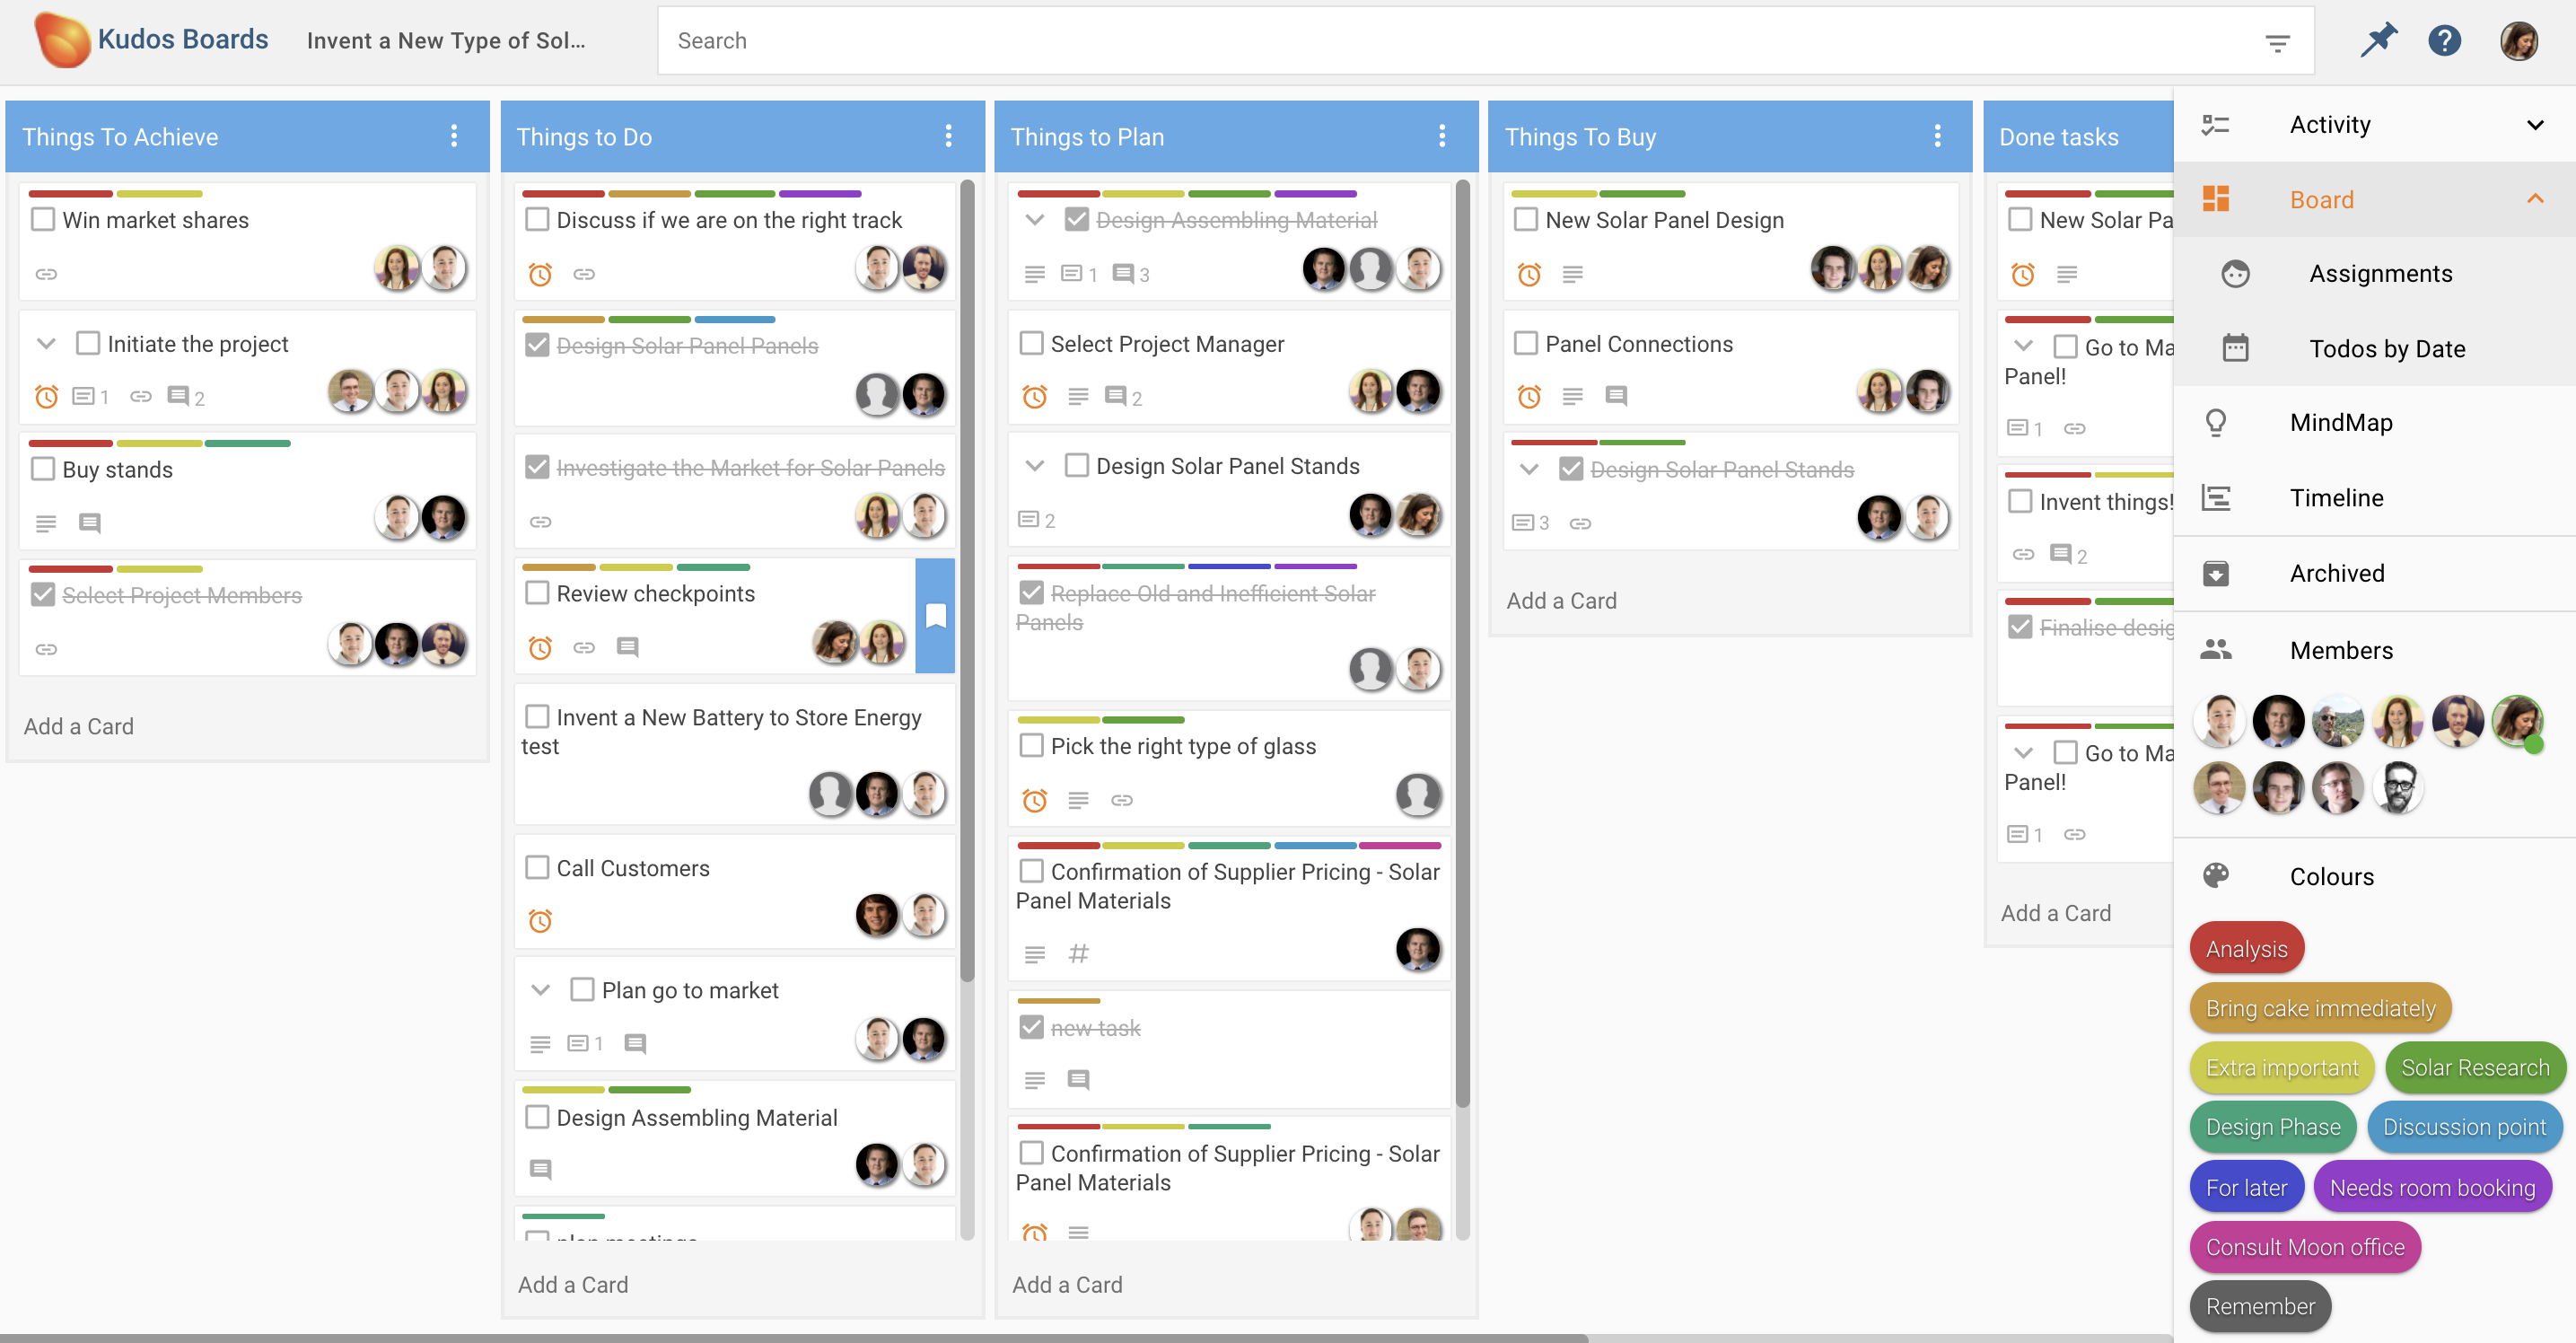 Kudos Boards
Invent a New Type of Sol...
Search
Things To Achieve
Win market shares
Initiate the project
1
2
Buy stands
Select Project Members
Add a Card
Things to Do
Discuss if we are on the right track
Design Solar Panel Panels
Investigate the Market for Solar Panels
Review checkpoints
Invent a New Battery to Store Energy
test
Call Customers
Plan go to market
1
Design Assembling Material
plan meetings
Add a Card
Things to Plan
Design Assembling Material
1
3
Select Project Manager
2
Design Solar Panel Stands
2
Replace Old and Inefficient Solar
Panels
Pick the right type of glass
Confirmation of Supplier Pricing - Solar
Panel Materials
#
new task
Confirmation of Supplier Pricing - Solar
Panel Materials
Add a Card
Things To Buy
New Solar Panel Design
Panel Connections
Design Solar Panel Stands
3
Add a Card
Done tasks
New Solar Pa
Go to Ma
Panel!
1
Invent things!
2
Finalise desig
Go to Ma
Panel!
1
Add a Card
Activity
Board
Assignments
Todos by Date
MindMap
Timeline
Archived
Members
Colours
Analysis
Bring cake immediately
Extra important
Solar Research
Design Phase
Discussion point
For later
Needs room booking
Consult Moon office
Remember